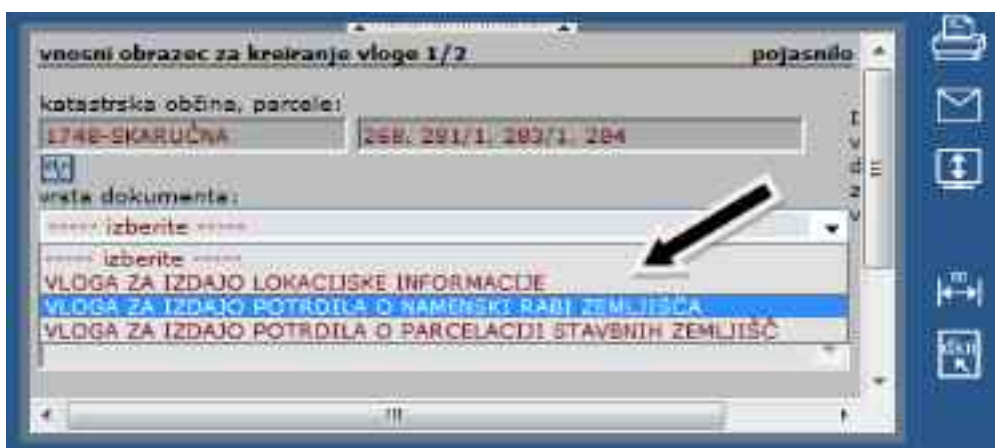 vnosni obrazec za kreiranje vloge 1/2 pojasnilo
katastrska občina, parcele:
1748-SKARUČNA 268, 291/1, 283/1, 284
vrsta dokumenta:
----- izberite -----
----- izberite -----
VLOGA ZA IZDAJO LOKACIJSKE INFORMACIJE
VLOGA ZA IZDAJO POTRDILA O NAMENSKI RABI ZEMLJIŠČA
VLOGA ZA IZDAJO POTRDILA O PARCELACIJI STAVBNIH ZEMLJIŠČ